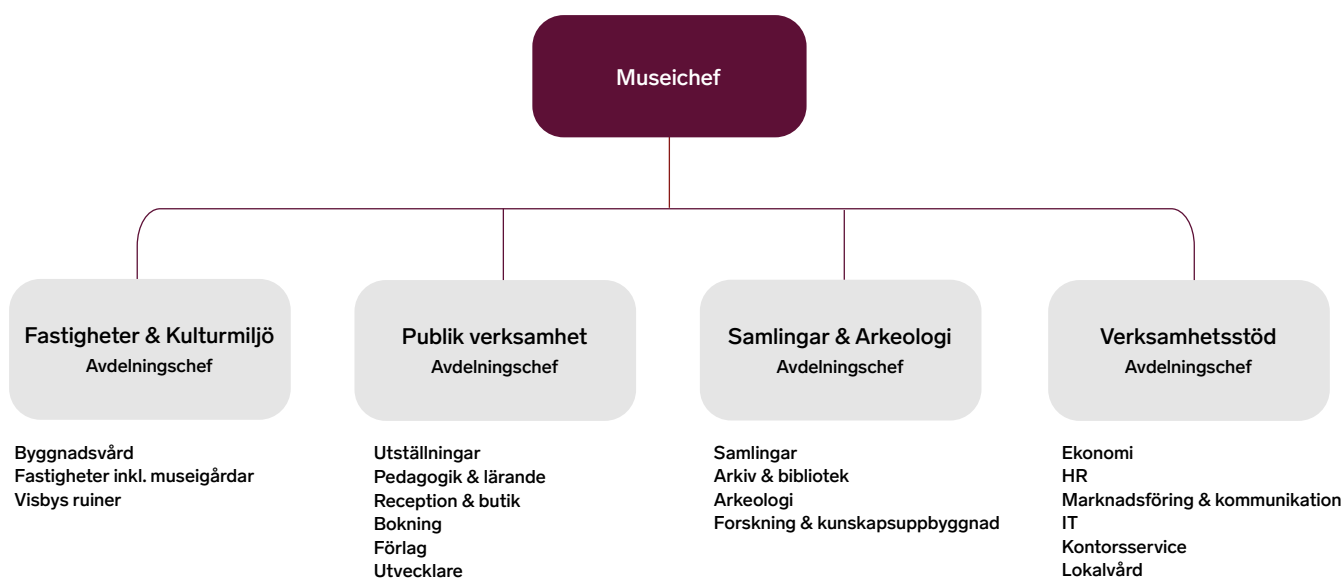 Museichef
Fastigheter & Kulturmiljö
Avdelningschef
Byggnadsvård
Fastigheter inkl. museigårdar
Visbys ruiner
Publik verksamhet
Avdelningschef
Utställningar
Pedagogik & lärande
Reception & butik
Bokning
Förlag
Utvecklare
Samlingar & Arkeologi
Avdelningschef
Samlingar
Arkiv & bibliotek
Arkeologi
Forskning & kunskapsuppbyggnad
Verksamhetsstöd
Avdelningschef
Ekonomi
HR
Marknadsföring & kommunikation
IT
Kontorsservice
Lokalvård